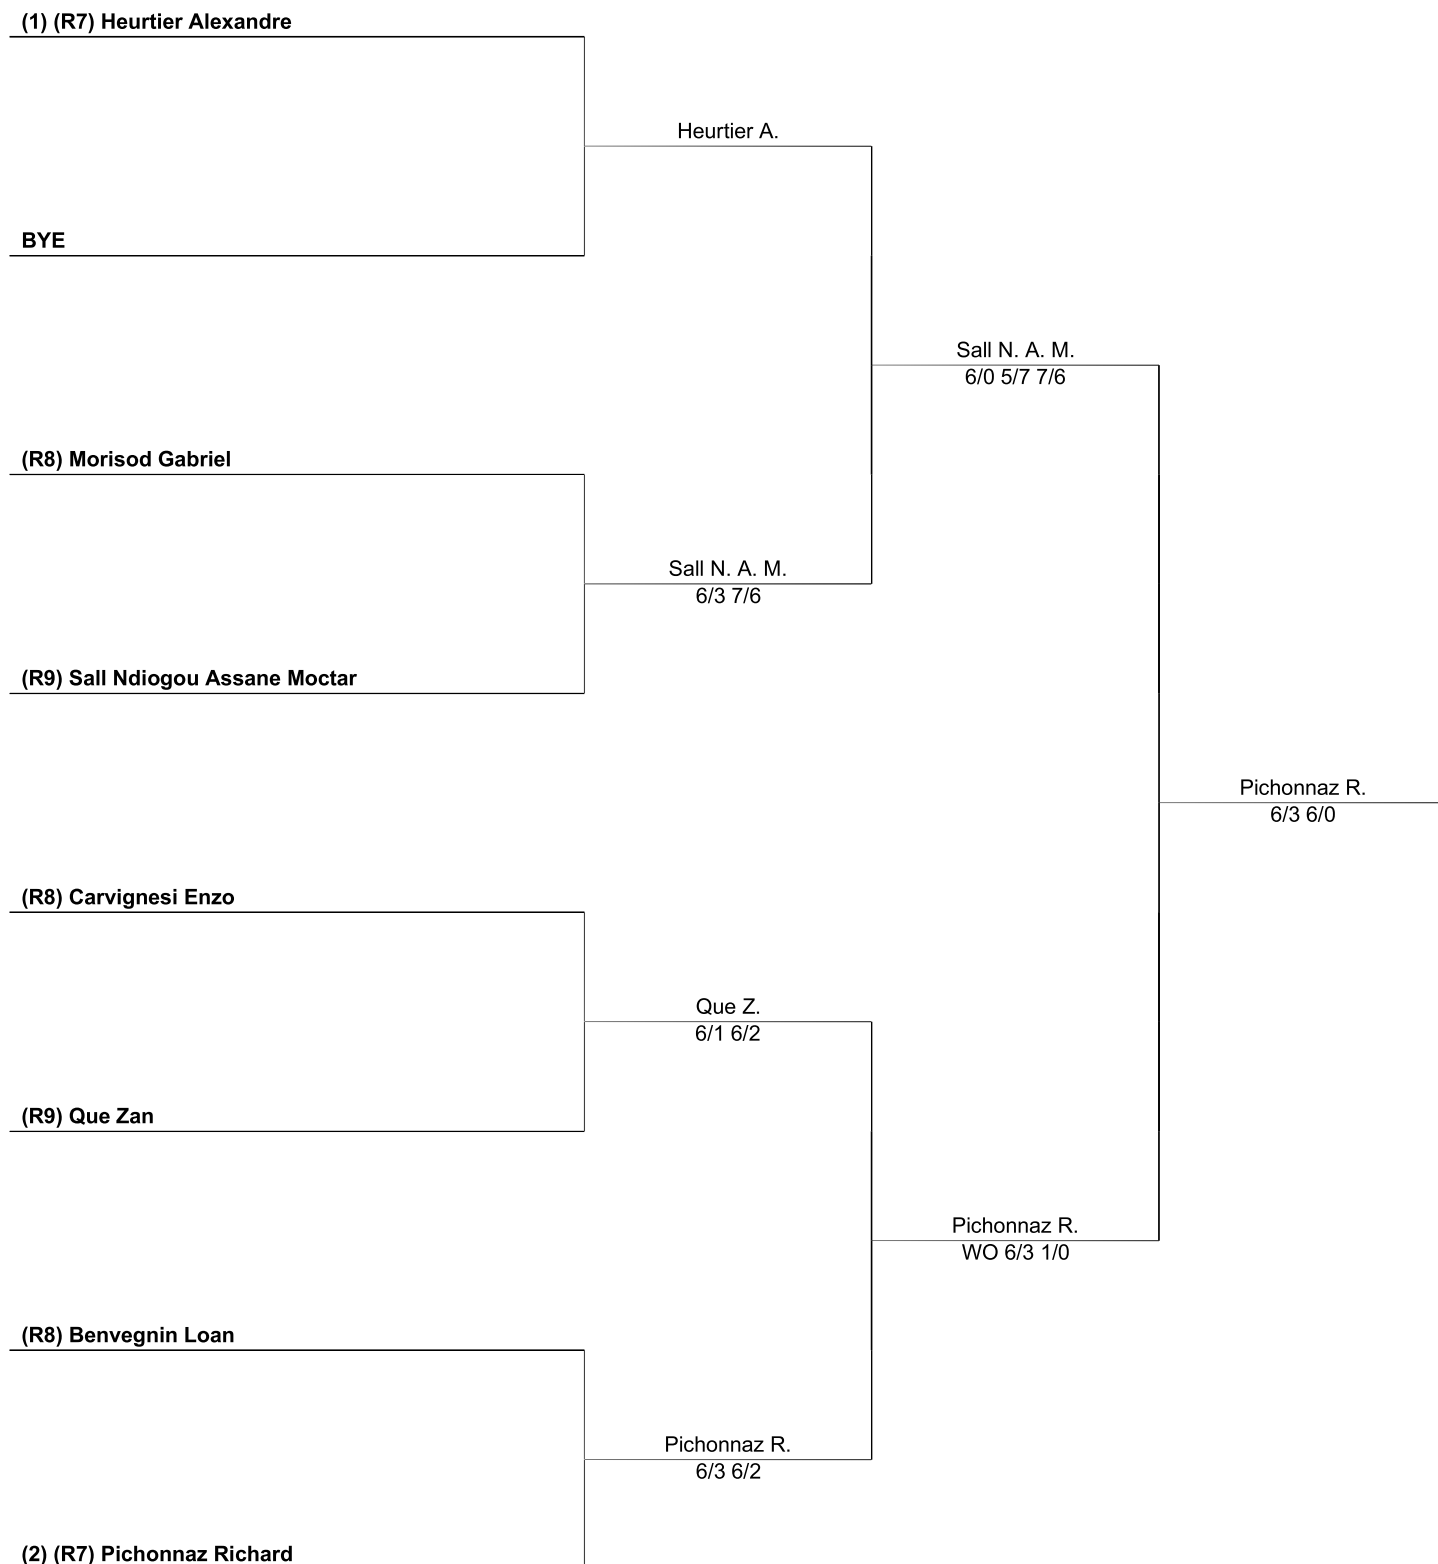 (1) (R7) Heurtier Alexandre
Heurtier A.
BYE
Sall N. A. M.
6/0 5/7 7/6
(R8) Morisod Gabriel
Sall N. A. M.
6/3 7/6
(R9) Sall Ndiogou Assane Moctar
Pichonnaz R.
6/3 6/0
(R8) Carvignesi Enzo
Que Z.
6/1 6/2
(R9) Que Zan
Pichonnaz R.
WO 6/3 1/0
(R8) Benvegnin Loan
Pichonnaz R.
6/3 6/2
(2) (R7) Pichonnaz Richard